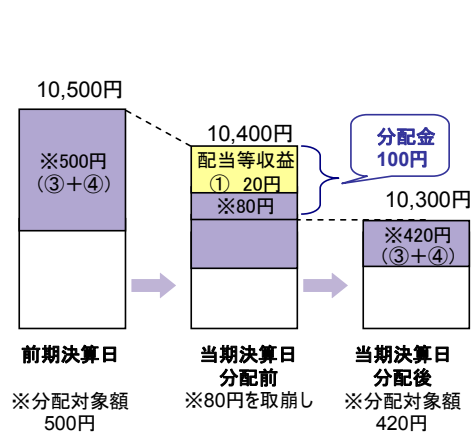 10,500円
※500円
(③+④)
前期決算日
※分配対象額
500円
10,400円
配当等収益
① 20円
※80円
当期決算日
分配前
※80円を取崩し
分配金
100円
10,300円
※420円
(③+④)
当期決算日
分配後
※分配対象額
420円